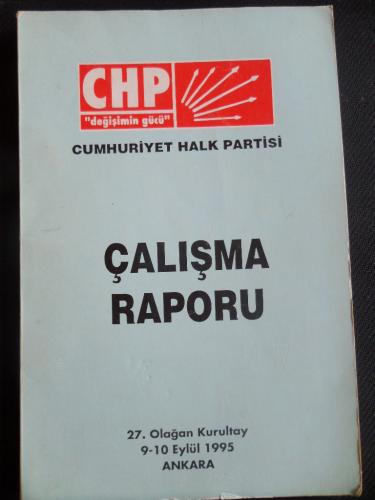 CHP
"değişimin gücü"
CUMHURİYET HALK PARTİSİ
ÇALIŞMA
RAPORU
27. Olağan Kurultay
9-10 Eylül 1995
ANKARA